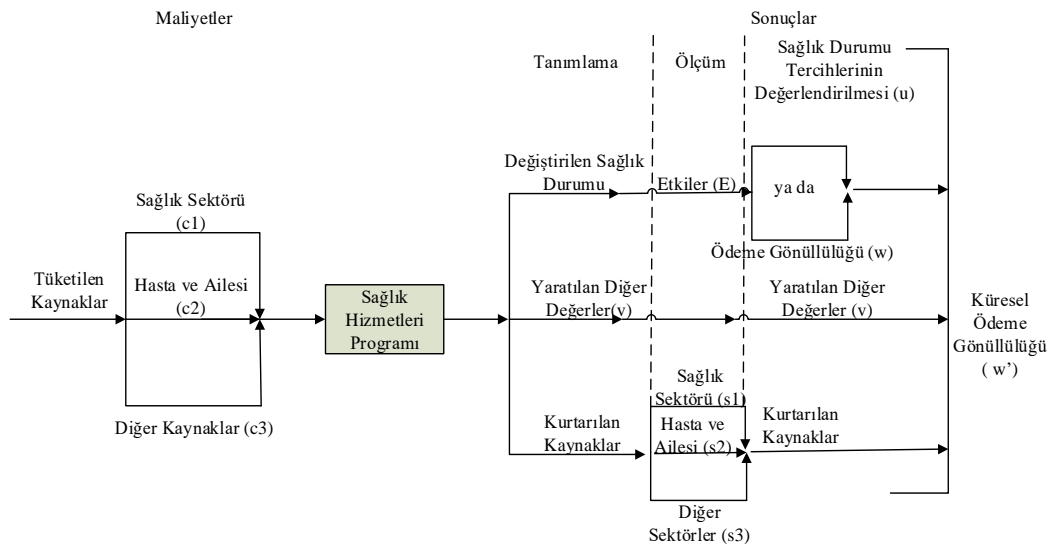 Maliyetler
Sonuçlar
Tanımlama
Ölçüm
Sağlık Durumu
Tercihlerinin
Değerlendirilmesi (u)
Değiştirilen Sağlık
Durumu
Etkiler (E)
ya da
Ödeme Gönüllülüğü (w)
Sağlık Sektörü
(c1)
Tüketilen
Kaynaklar
Hasta ve Ailesi
(c2)
Diğer Kaynaklar (c3)
Sağlık
Hizmetleri
Programı
Yaratılan Diğer
Değerler(v)
Yaratılan Diğer
Değerler (v)
Küresel
Ödeme
Gönüllülüğü
( w’)
Kurtarılan
Kaynaklar
Sağlık
Sektörü (s1)
Hasta ve
Ailesi (s2)
Diğer
Sektörler (s3)
Kurtarılan
Kaynaklar